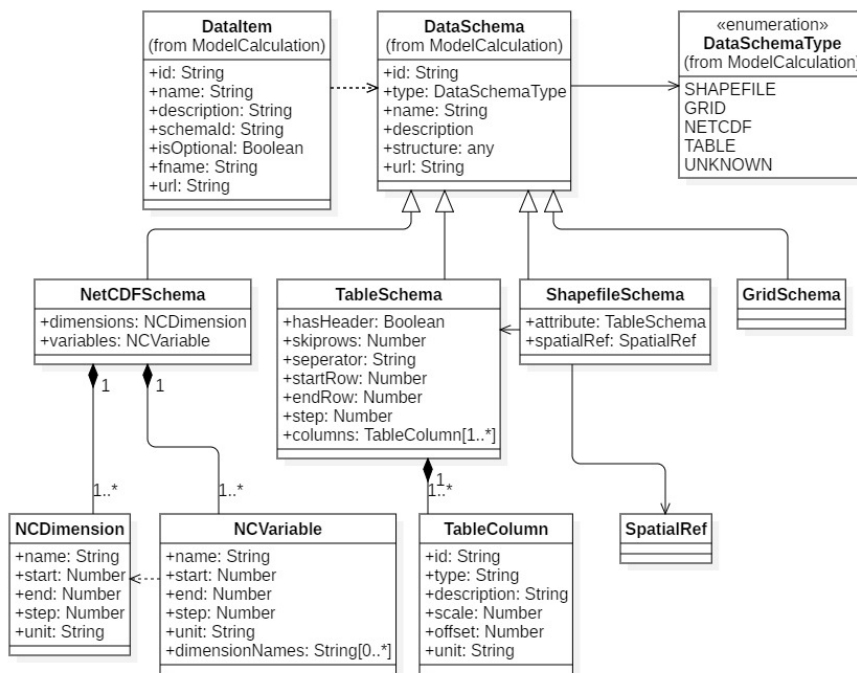 DataItem
(from ModelCalculation)
+id: String
+name: String
+description: String
+schemaId: String
+isOptional: Boolean
+fname: String
+url: String
DataSchema
(from ModelCalculation)
+id: String
+type: DataSchemaType
+name: String
+description
+structure: any
+url: String
«enumeration»
DataSchemaType
(from ModelCalculation)
SHAPEFILE
GRID
NETCDF
TABLE
UNKNOWN
NetCDFSchema
+dimensions: NCDimension
+variables: NCVariable
TableSchema
+hasHeader: Boolean
+skiprows: Number
+seperator: String
+startRow: Number
+endRow: Number
+step: Number
+columns: TableColumn[1..*]
ShapefileSchema
+attribute: TableSchema
+spatialRef: SpatialRef
GridSchema
1
1
1
1..*
1..*
1..*
NCDimension
+name: String
+start: Number
+end: Number
+step: Number
+unit: String
NCVariable
+name: String
+start: Number
+end: Number
+step: Number
+unit: String
+dimensionNames: String[0..*]
TableColumn
+id: String
+type: String
+description: String
+scale: Number
+offset: Number
+unit: String
SpatialRef